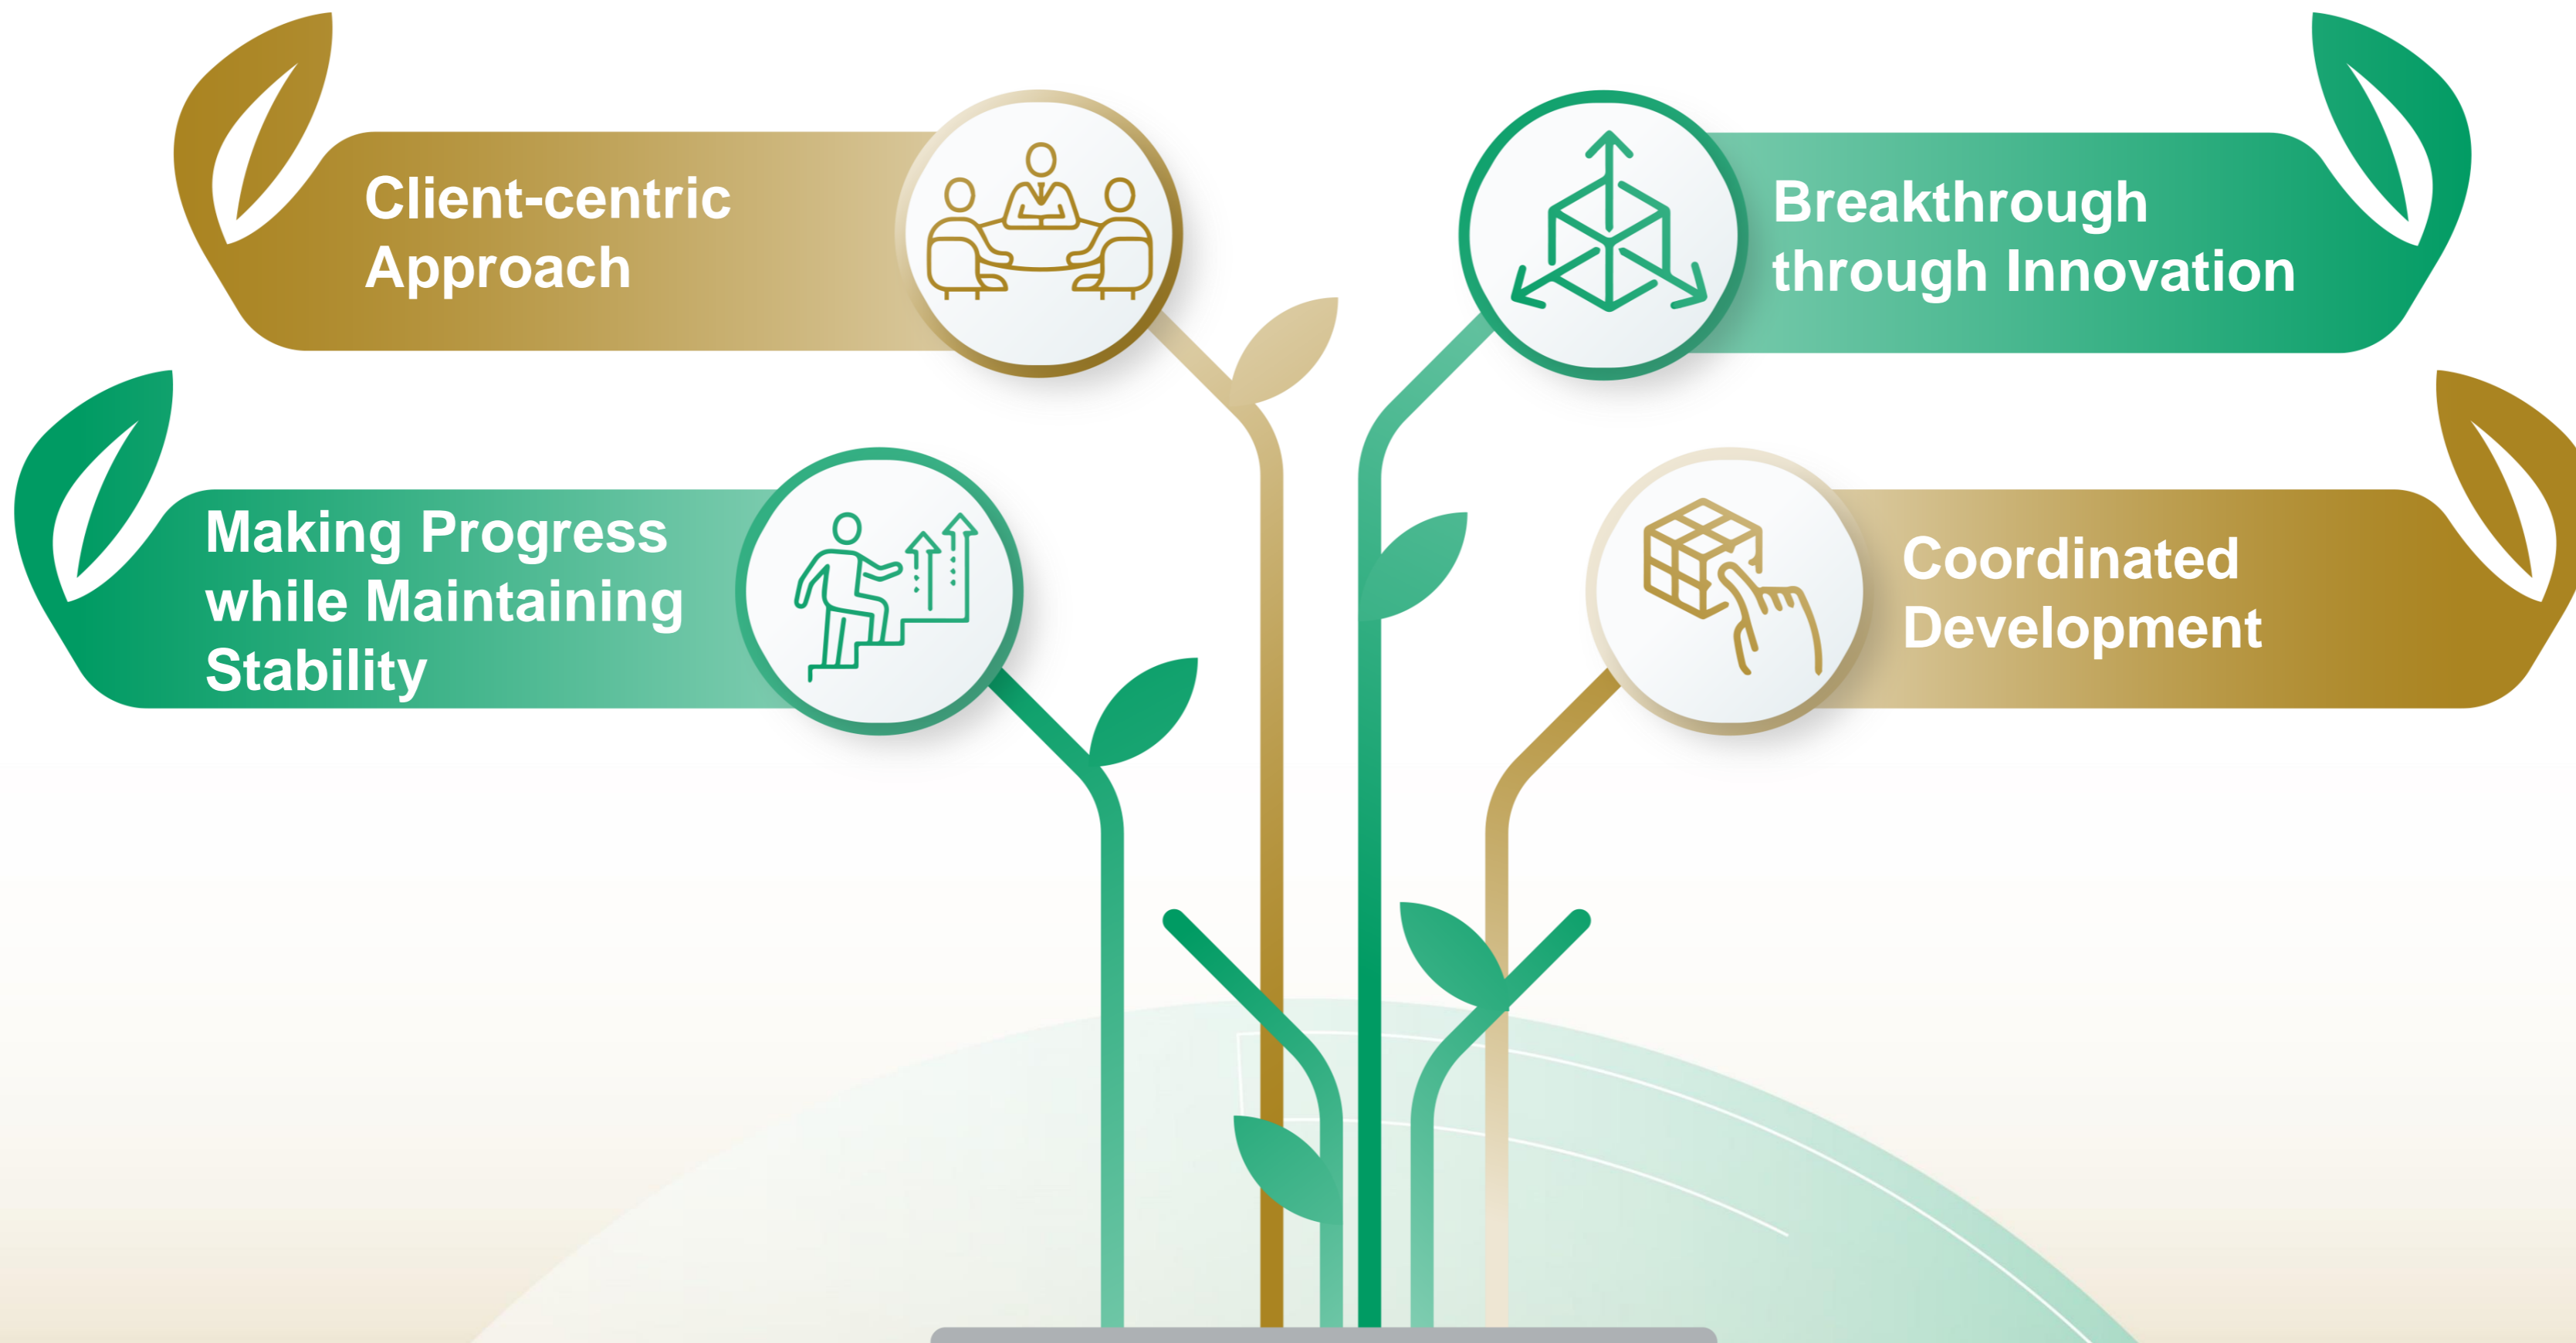 Client-centric
Approach
Breakthrough
through Innovation
Making Progress
while Maintaining
Stability
Coordinated
Development